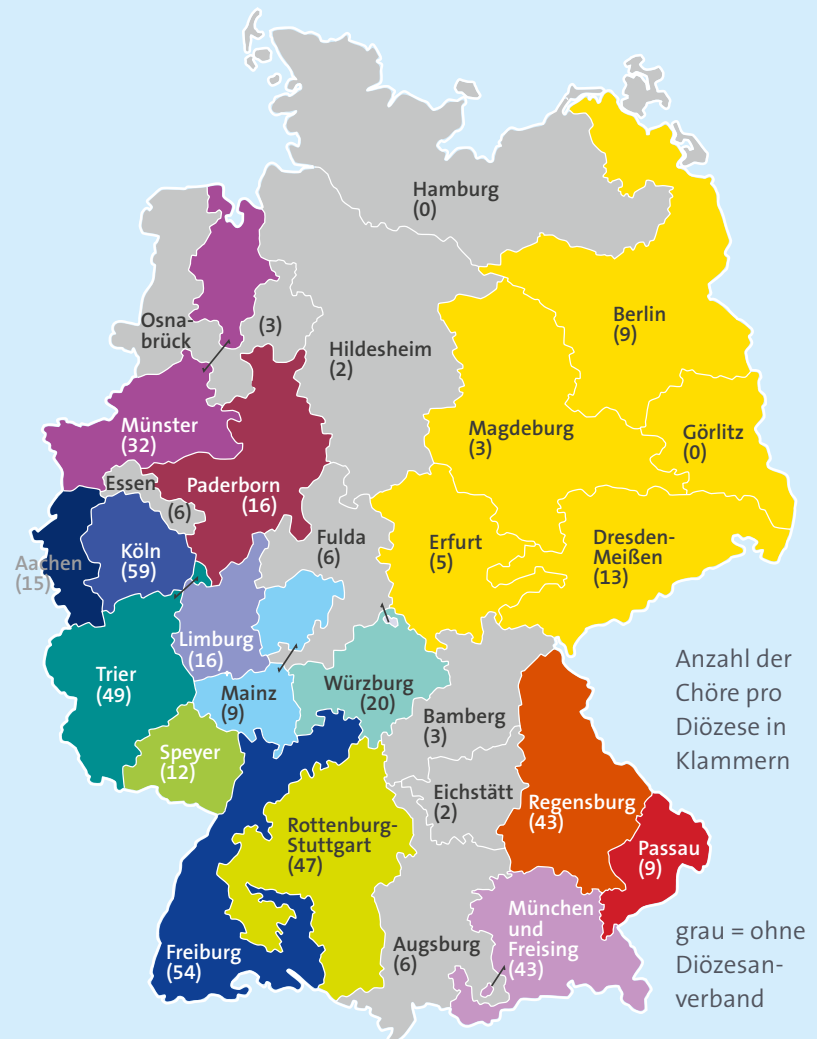 Hamburg
(0)
Osna-
brück
(3)
Hildesheim
(2)
Berlin
(9)
Münster
(32)
Magdeburg
(3)
Görlitz
(0)
Essen
(6)
Paderborn
(16)
Aachen
(15)
Köln
(59)
Fulda
(6)
Erfurt
(5)
Dresden-
Meißen
(13)
Limburg
(16)
Trier
(49)
Mainz
(9)
Würzburg
(20)
Bamberg
(3)
Anzahl der
Chöre pro
Diözese in
Klammern
Speyer
(12)
Eichstätt
(2)
Regensburg
(43)
Rottenburg-
Stuttgart
(47)
Passau
(9)
Freiburg
(54)
Augsburg
(6)
München
und
Freising
(43)
grau = ohne
Diözesan-
verband